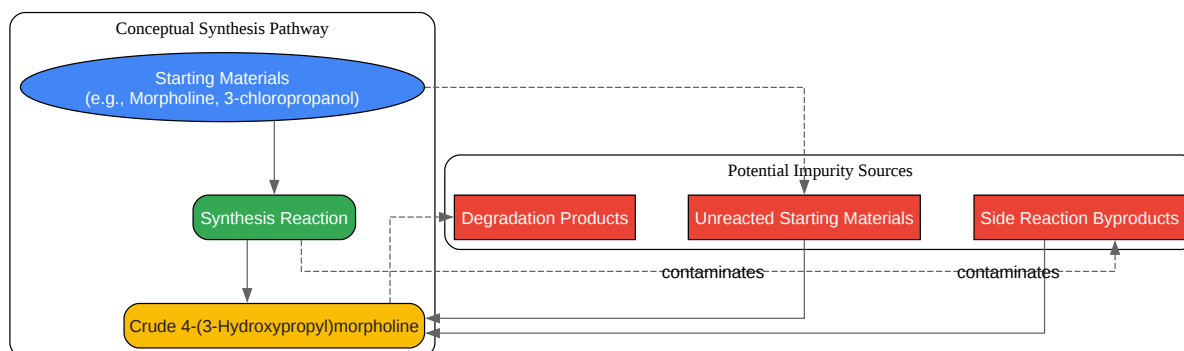 Conceptual Synthesis Pathway
Starting Materials
(e.g., Morpholine, 3-chloropropanol)
Potential Impurity Sources
Synthesis Reaction
Degradation Products
Unreacted Starting Materials
Side Reaction Byproducts
contaminates
contaminates
Crude 4-(3-Hydroxypropyl)morpholine